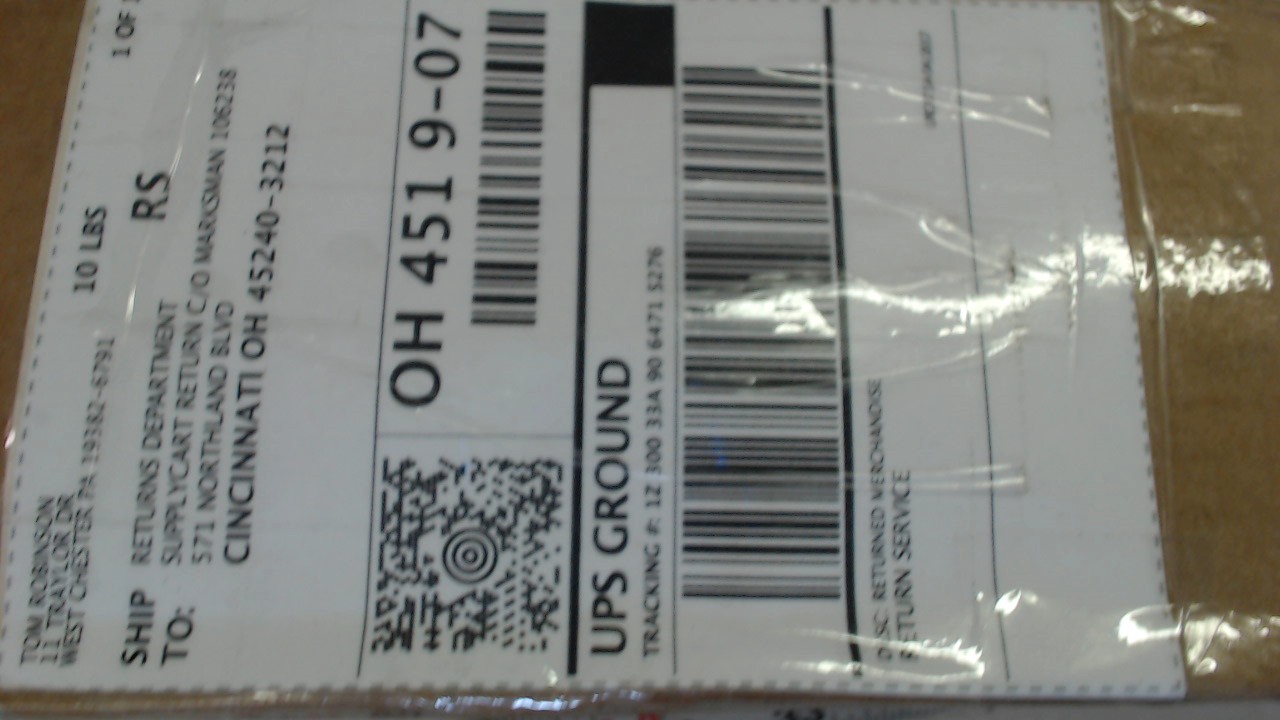 TOM ROBINSON
11 TRAYLOR DR
WEST CHESTER PA 19382-6791
10 LBS
1 OF
SHIP TO:
RETURNS DEPARTMENT
RS
SUPPLYCART RETURN C/O MARKSMAN 106238
571 NORTHLAND BLVD
CINCINNATI OH 45240-3212
OH 451 9-07
UPS GROUND
TRACKING #: 1Z 300 33A 90 6471 5276
DESC: RETURNED MERCHANDISE
RETURN SERVICE